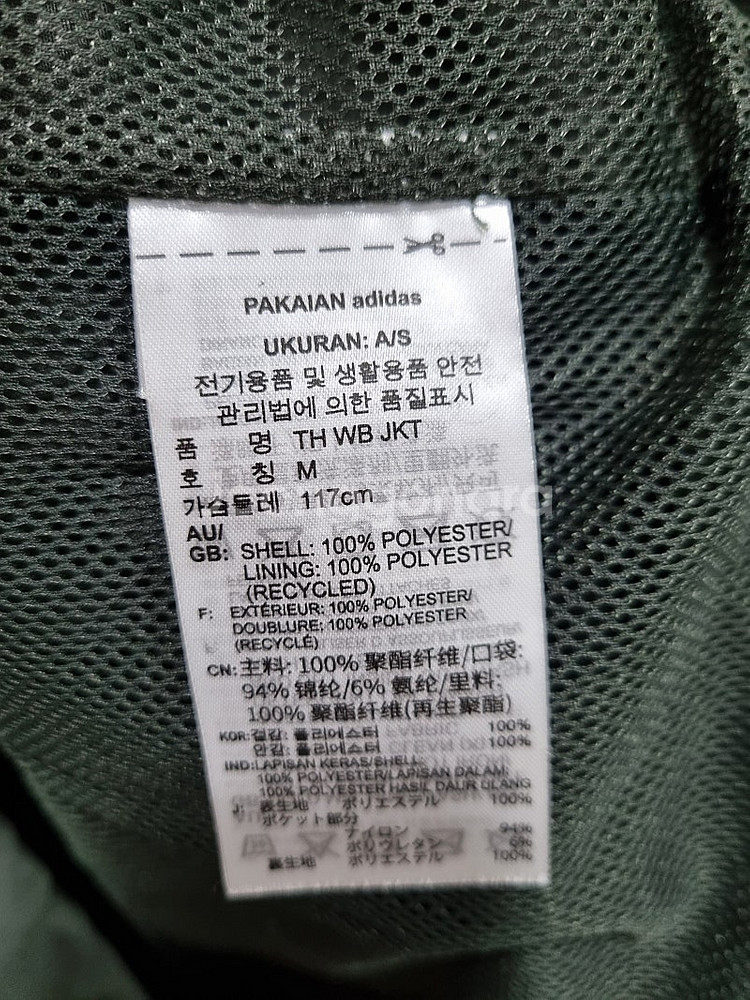 PAKAIAN adidas
UKURAN: A/S
전기용품 및 생활용품 안전
관리법에 의한 품질표시
품 명 TH WB JKT
호 칭 M
가슴둘레 117cm
AU/
GB: SHELL: 100% POLYESTER/
LINING: 100% POLYESTER
(RECYCLED)
F: EXTÉRIEUR: 100% POLYESTER/
DOUBLURE: 100% POLYESTER
(RECYCLÉ)
CN: 主料: 100% 聚酯纤维/口袋:
94% 锦纶/6% 氨纶/里料:
100% 聚酯纤维(再生聚酯)
KOR: 겉감: 폴리에스터 100%
안감: 폴리에스터 100%
IND: LAPISAN KERAS/SHELL:
100% POLYESTER/LAPISAN DALAM:
100% POLYESTER HASIL DAUR ULANG
J: 表生地 ポリエステル 100%
ポケット部分
ナイロン 94%
ポリウレタン 6%
裏生地 ポリエステル 100%